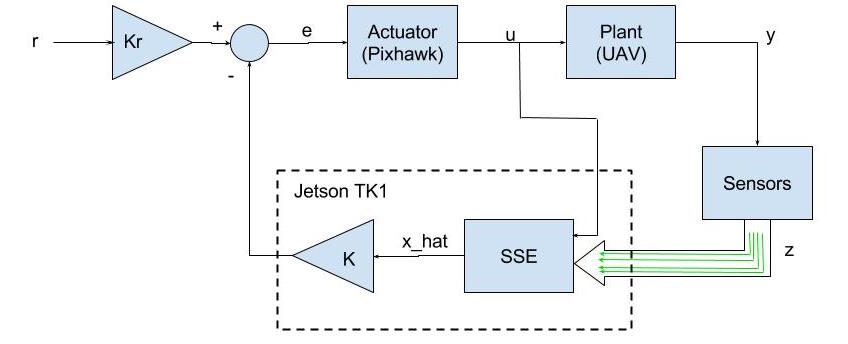 r
Kr
+
-
e
Actuator
(Pixhawk)
u
Plant
(UAV)
y
Sensors
z
Jetson TK1
K
x_hat
SSE